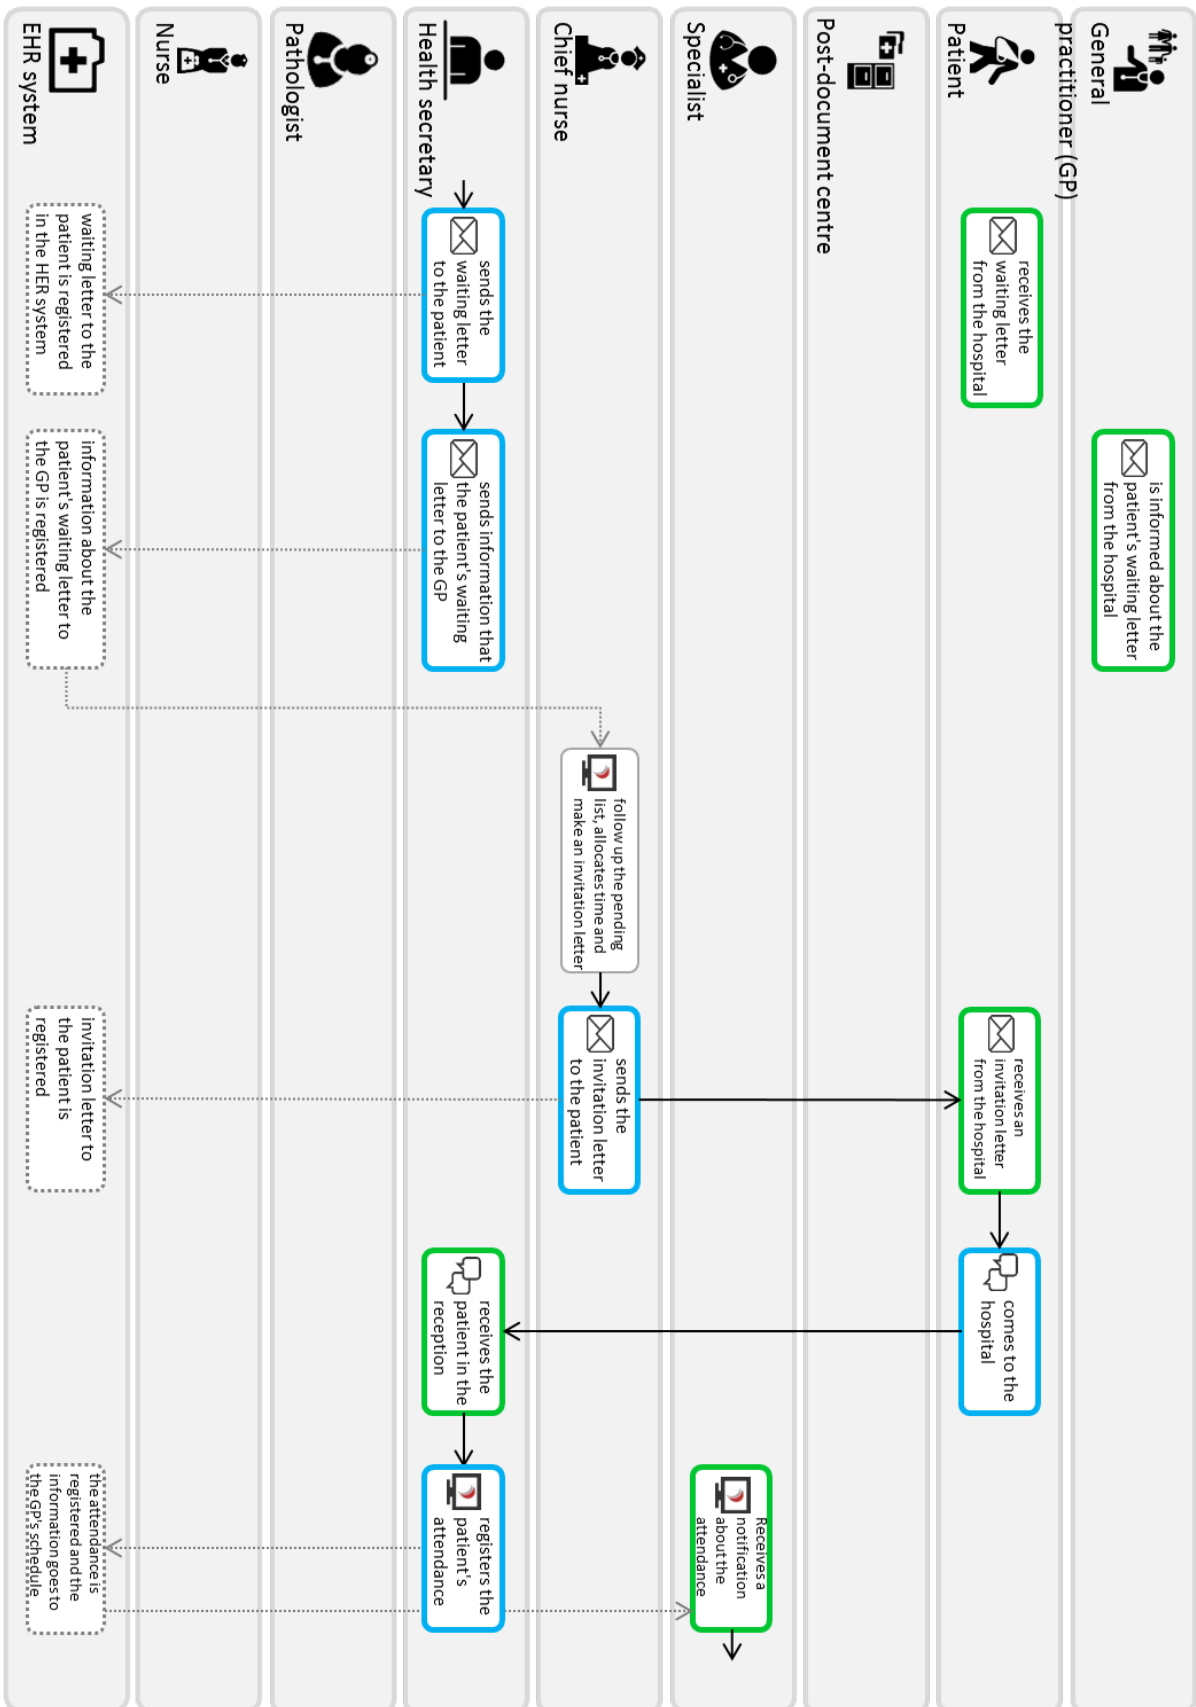 General
practitioner (GP)
is informed about the
patient's waiting letter
from the hospital
Patient
receives the
waiting letter
from the hospital
receives an
invitation letter
from the hospital
comes to the
hospital
Post-document centre
Specialist
Receives a
notification
about the
attendance
Chief nurse
follow up the pending
list, allocates time and
make an invitation letter
sends the
invitation letter
to the patient
Health secretary
sends the
waiting letter
to the patient
sends information that
the patient's waiting
letter to the GP
receives the
patient in the
reception
registers the
patient's
attendance
Pathologist
Nurse
EHR system
waiting letter to the
patient is registered
in the HER system
information about the
patient's waiting letter to
the GP is registered
invitation letter to
the patient is
registered
the attendance is
registered and the
information goes to
the GP's schedule